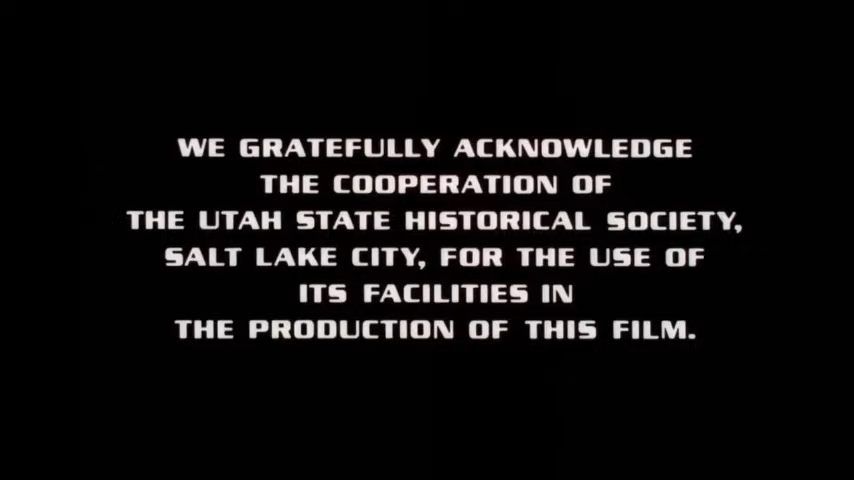 WE GRATEFULLY ACKNOWLEDGE
THE COOPERATION OF
THE UTAH STATE HISTORICAL SOCIETY,
SALT LAKE CITY, FOR THE USE OF
ITS FACILITIES IN
THE PRODUCTION OF THIS FILM.